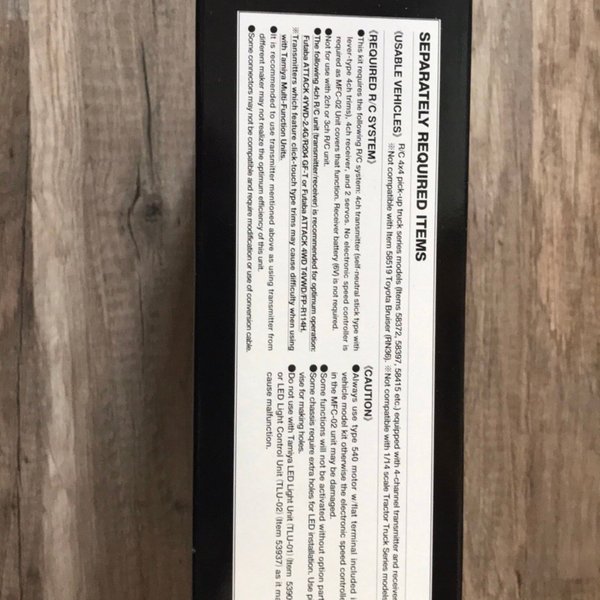 SEPARATELY REQUIRED ITEMS
《USABLE VEHICLES》 R/C 4x4 pick-up truck series models (Items 58372, 58397, 58415 etc.) equipped with 4-channel transmitter and receiver
※Not compatible with Item 58519 Toyota Bruiser (RN36). ※Not compatible with 1/14 scale Tractor Truck Series models
《REQUIRED R/C SYSTEM》
●This kit requires the following R/C system: 4ch transmitter (self-neutral stick type with
lever-type 4ch trims), 4ch receiver, and 2 servos. No electronic speed controller is
required as MFC-02 Unit covers that function. Receiver battery (6V) is not required.
●Not for use with 2ch or 3ch R/C unit.
●The following 4ch R/C unit (transmitter/receiver) is recommended for optimum operation:
Futaba ATTACK 4YWD-2.4G/R204 GF-T or Futaba ATTACK 4WD T4VWD/FP-R114H.
※Transmitters which feature click-touch type trims may cause difficulty when using
with Tamiya Multi-Function Units.
●It is recommended to use transmitter mentioned above as using transmitter from
different maker may not realize the optimum efficiency of this unit.
●Some connectors may not be compatible and require modification or use of conversion cable.
《CAUTION》
●Always use type 540 motor w/flat terminal included i
vehicle model kit otherwise the electronic speed controlle
in the MFC-02 unit may be damaged.
●Some functions will not be activated without option part
●Some chassis require extra holes for LED installation. Use p
vise for making holes.
●Do not use with Tamiya LED Light Unit (TLU-01) (Item 5390
or LED Light Control Unit (TLU-02) (Item 53937) as it ma
cause malfunction.